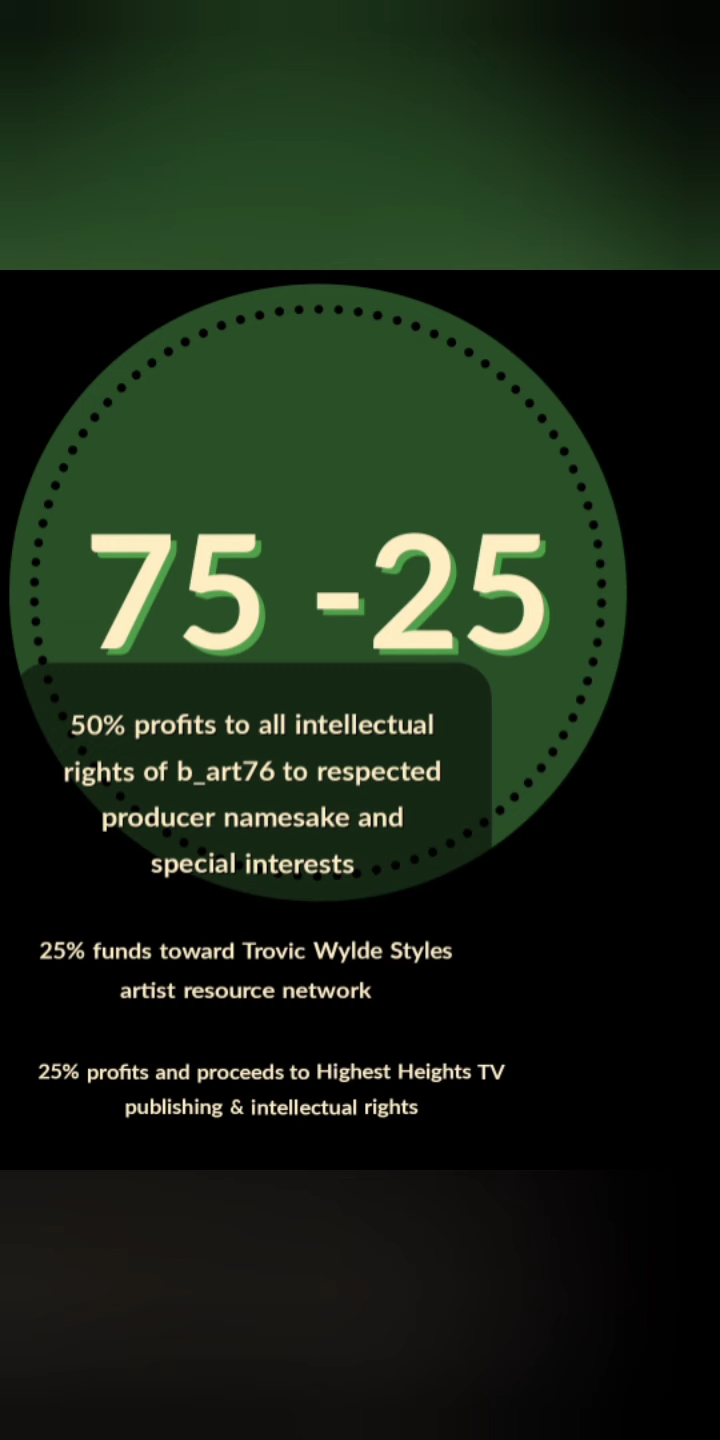 75 -25
50% profits to all intellectual
rights of b_art76 to respected
producer namesake and
special interests
25% funds toward Trovic Wylde Styles
artist resource network
25% profits and proceeds to Highest Heights TV
publishing & intellectual rights